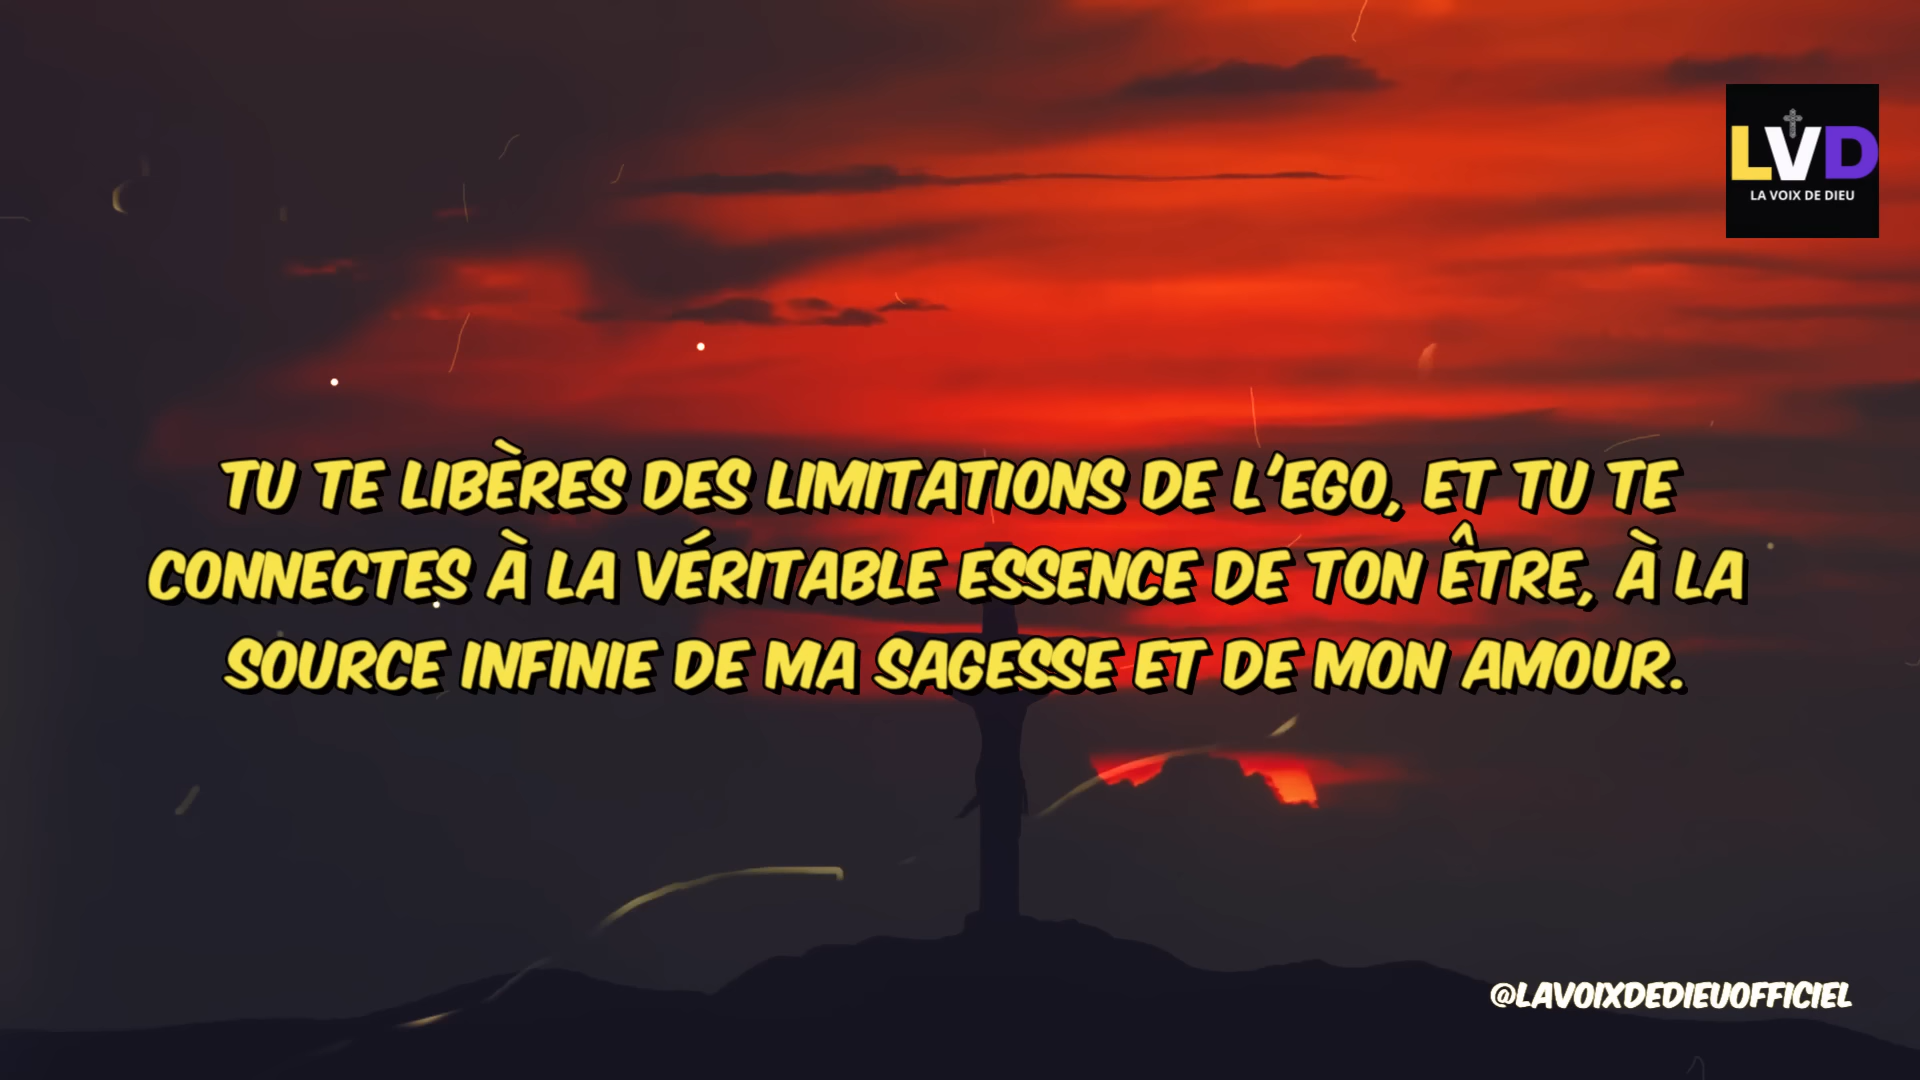 LVD
LA VOIX DE DIEU
TU TE LIBÈRES DES LIMITATIONS DE L'EGO, ET TU TE
CONNECTES À LA VÉRITABLE ESSENCE DE TON ÊTRE, À LA
SOURCE INFINIE DE MA SAGESSE ET DE MON AMOUR.
@LAVOIXDEDIEUOFFICIEL